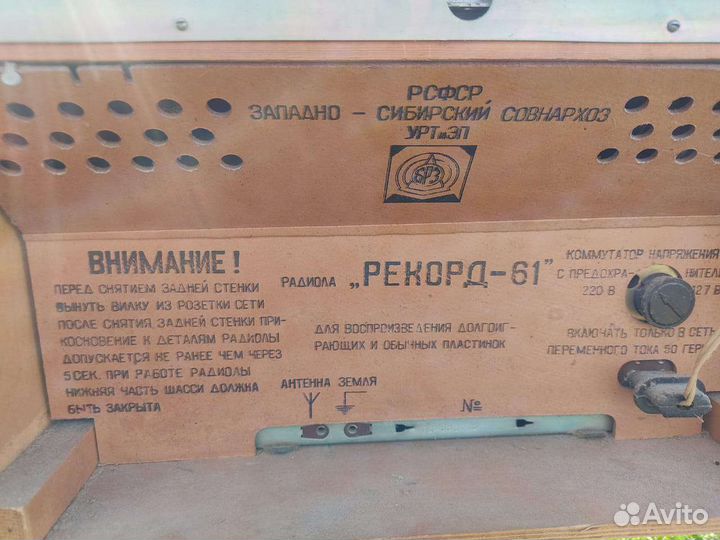 РСФСР
ЗАПАДНО – СИБИРСКИЙ СОВНАРХОЗ
УРТиЭП
БРЗ
ВНИМАНИЕ!
ПЕРЕД СНЯТИЕМ ЗАДНЕЙ СТЕНКИ
ВЫНУТЬ ВИЛКУ ИЗ РОЗЕТКИ СЕТИ
ПОСЛЕ СНЯТИЯ ЗАДНЕЙ СТЕНКИ ПРИ-
КОСНОВЕНИЕ К ДЕТАЛЯМ РАДИОЛЫ
ДОПУСКАЕТСЯ НЕ РАНЕЕ ЧЕМ ЧЕРЕЗ
5 СЕК. ПРИ РАБОТЕ РАДИОЛЫ
НИЖНЯЯ ЧАСТЬ ШАССИ ДОЛЖНА
БЫТЬ ЗАКРЫТА
РАДИОЛА „РЕКОРД-61"
ДЛЯ ВОСПРОИЗВЕДЕНИЯ ДОЛГОИГ-
РАЮЩИХ И ОБЫЧНЫХ ПЛАСТИНОК
АНТЕННА ЗЕМЛЯ
№
КОММУТАТОР НАПРЯЖЕНИЯ
С ПРЕДОХРА- НИТЕЛ
220 В 127 В
ВКЛЮЧАТЬ ТОЛЬКО В СЕТЬ
ПЕРЕМЕННОГО ТОКА 50 ГЕР
Avito